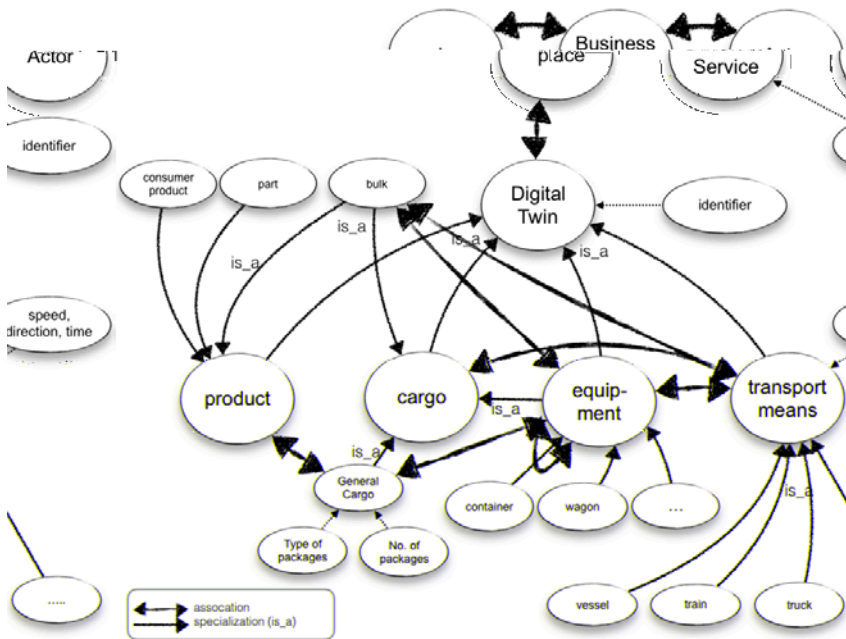 Business
Actor
place
Service
identifier
consumer
product
part
bulk
Digital
Twin
identifier
is_a
is_a
is_a
is_a
speed,
direction, time
product
cargo
equip-
ment
transport
means
is_a
is_a
General
Cargo
container
wagon
...
is_a
Type of
packages
No. of
packages
.....
vessel
train
truck
assocation
specialization (is_a)